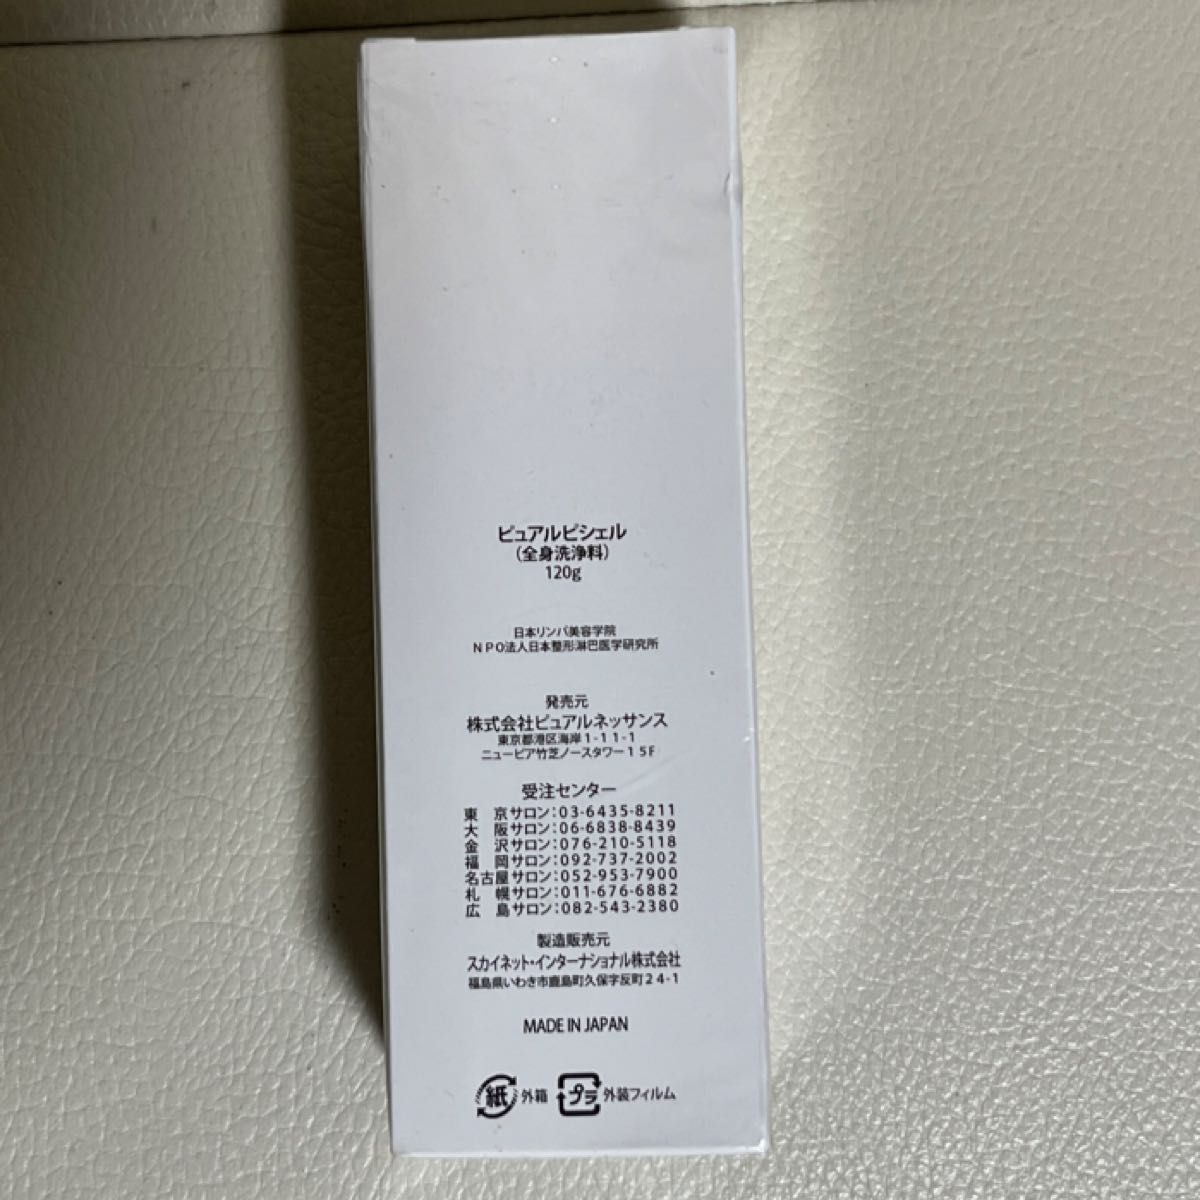 ピュアルピシェル
(全身洗浄料)
120g
日本リンパ美容学院
NPO法人日本整形淋巴医学研究所
発売元
株式会社ピュアルネッサンス
東京都港区海岸1-11-1
ニューピア竹芝ノースタワー15F
受注センター
東 京サロン:03-6435-8211
大 阪サロン:06-6838-8439
金 沢サロン:076-210-5118
福 岡サロン:092-737-2002
名古屋サロン:052-953-7900
札 幌サロン:011-676-6882
広 島サロン:082-543-2380
製造販売元
スカイネット・インターナショナル株式会社
福島県いわき市鹿島町久保字反町24-1
MADE IN JAPAN
紙 外箱 プラ 外装フィルム